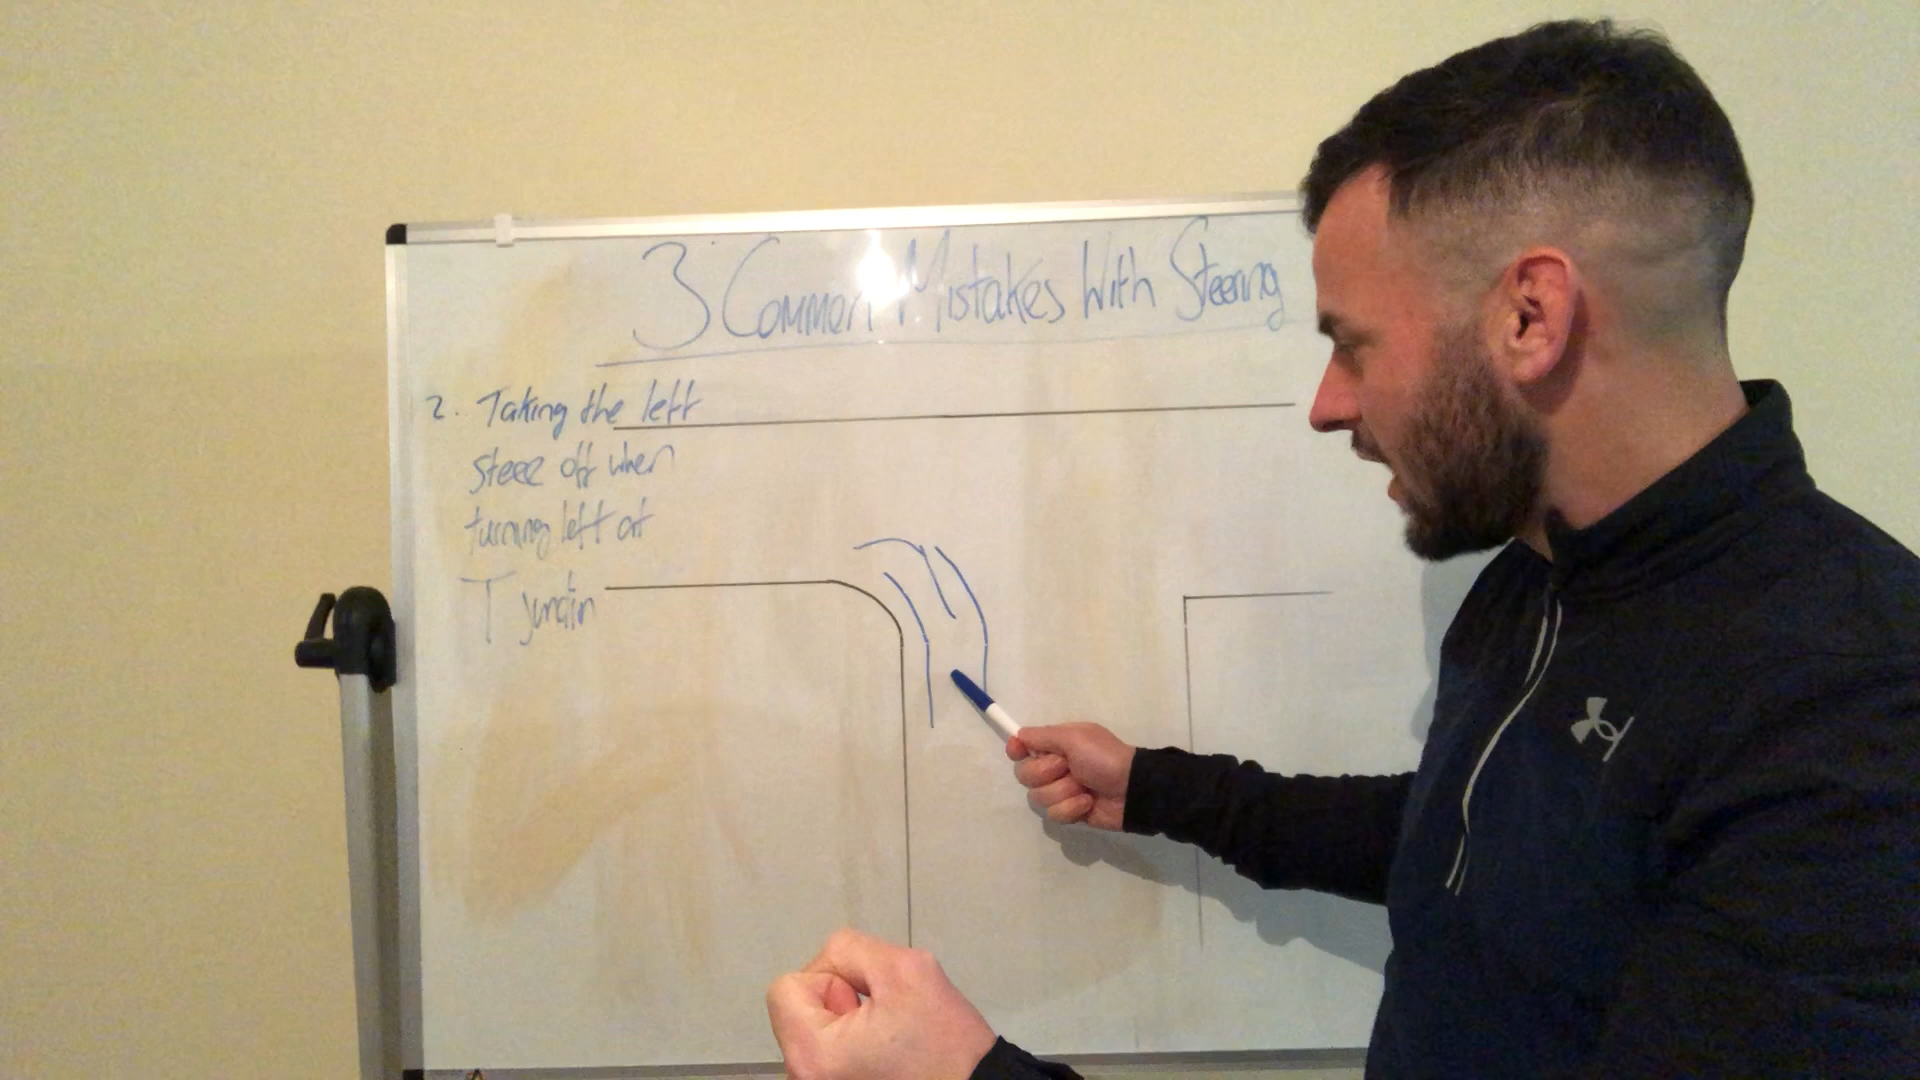 3 Common Mistakes With Steering
2. Taking the left
steer off when
turning left at
T junction